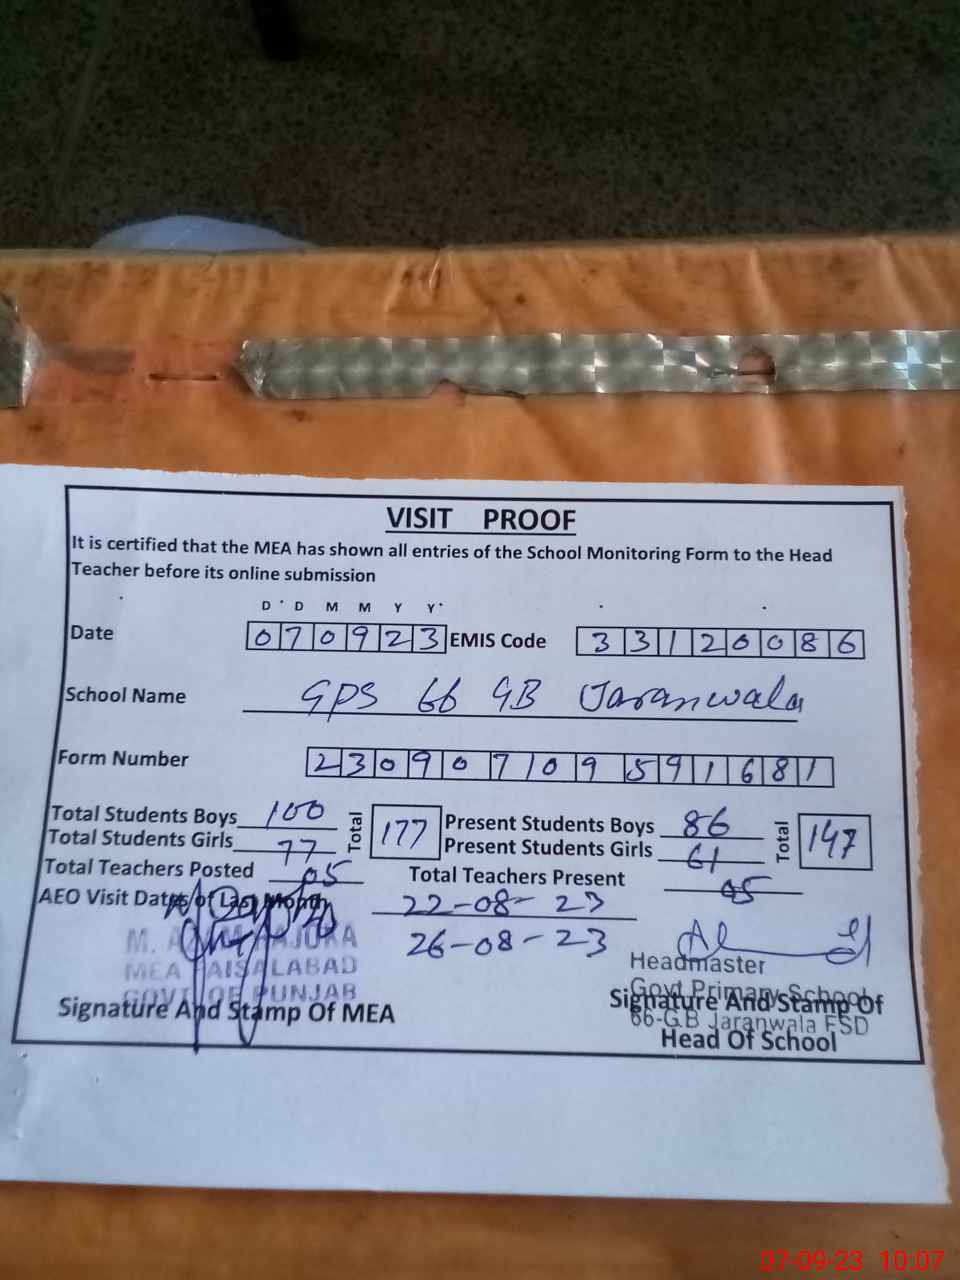 VISIT PROOF
It is certified that the MEA has shown all entries of the School Monitoring Form to the Head
Teacher before its online submission
D D M M Y Y
Date 070923 EMIS Code 33120086
School Name GPS 66 GB Jaranwala
Form Number 230907109591681
Total Students Boys 100 Total 177 Present Students Boys 86 Total 147
Total Students Girls 77 Present Students Girls 61
Total Teachers Posted 05 Total Teachers Present 05
AEO Visit Dates of Last Month 22-08-23
26-08-23
M.
MEA FAISALABAD
GOVT OF PUNJAB
Signature And Stamp Of MEA
Headmaster
Govt Primary School
66-GB Jaranwala FSD
Signature And Stamp Of
Head Of School
07-09-23 10:07